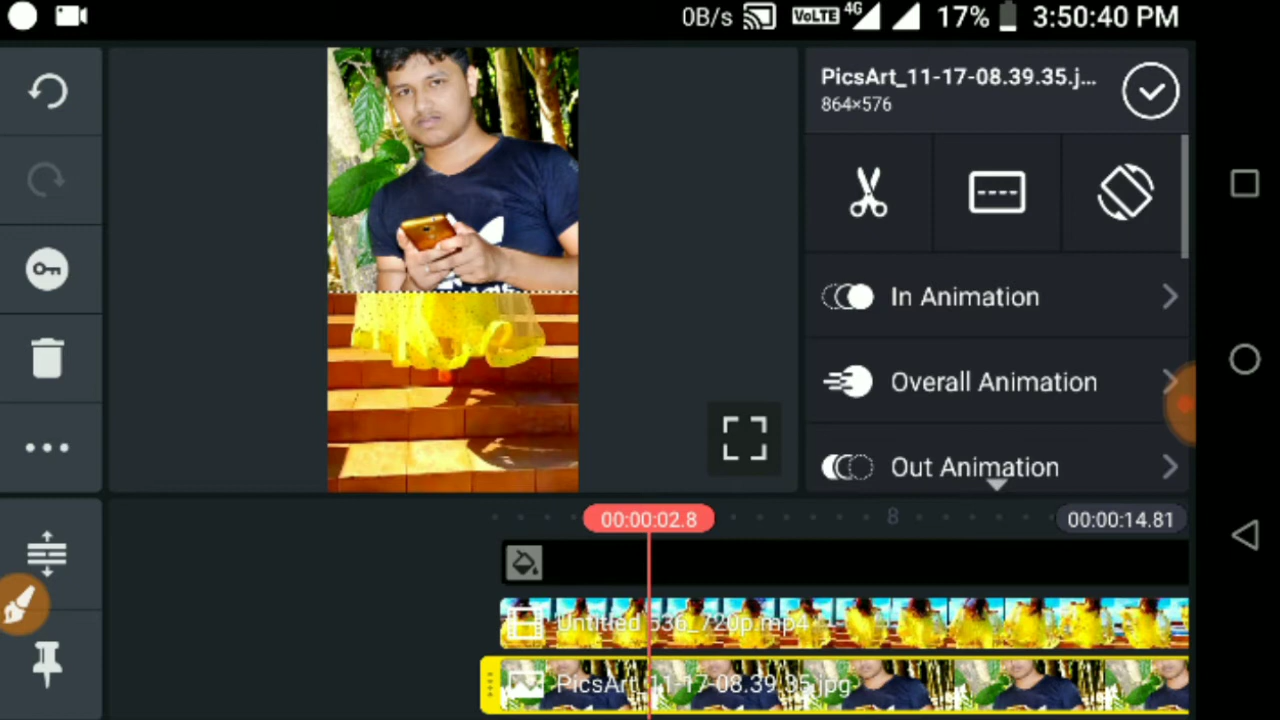 0B/s VoLTE 4G 17% 3:50:40 PM
PicsArt_11-17-08.39.35.j...
864×576
In Animation
Overall Animation
Out Animation
00:00:02.8 8 00:00:14.81
Untitled 536_720p.mp4
PicsArt_11-17-08.39.35.jpg